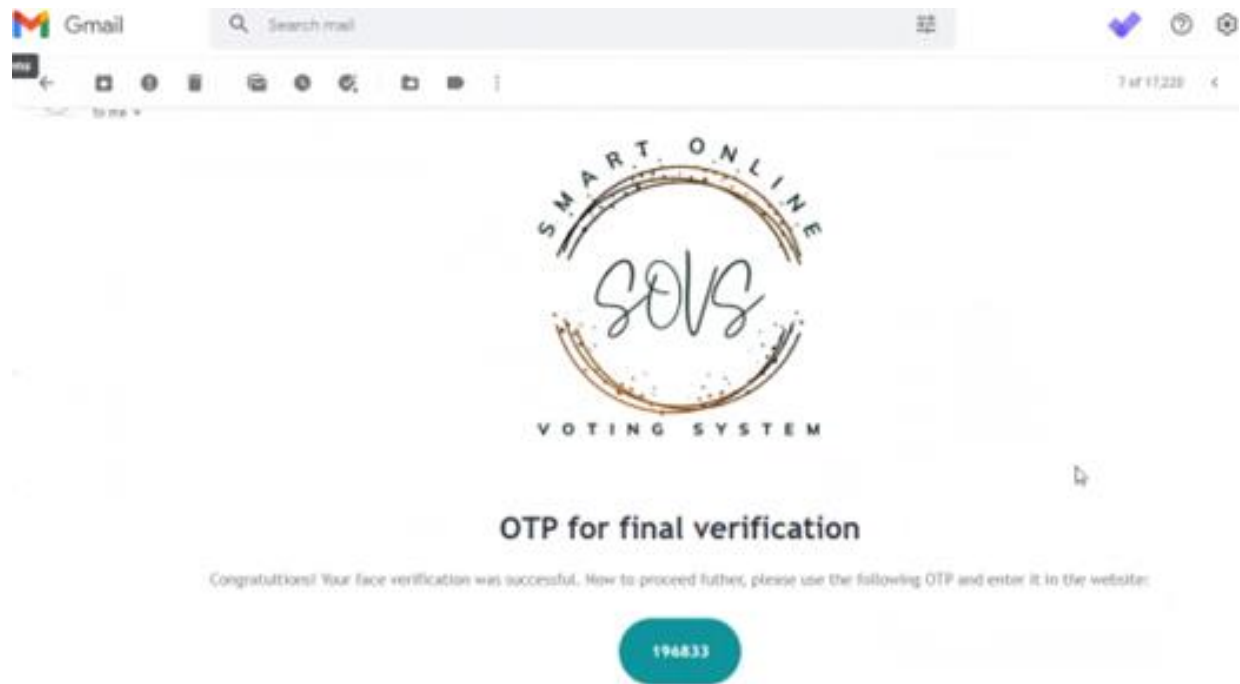 Gmail
Search mail
7 of 17,220
to me
SMART ONLINE
SOVS
VOTING SYSTEM
OTP for final verification
Congratultions! Your face verification was successful. Now to proceed futher, please use the following OTP and enter it in the website:
196833